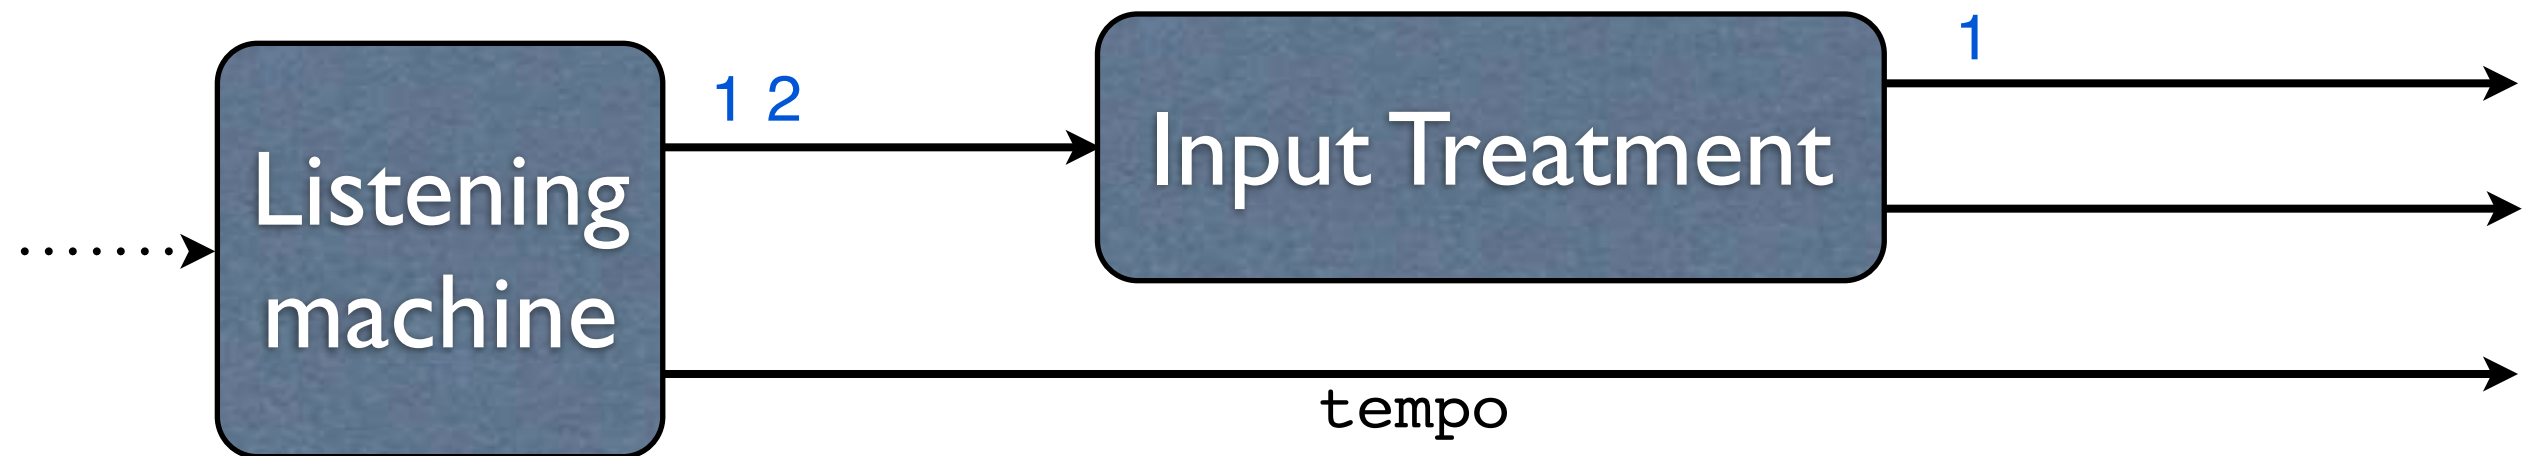 Listening
machine
1 2
Input Treatment
1
tempo